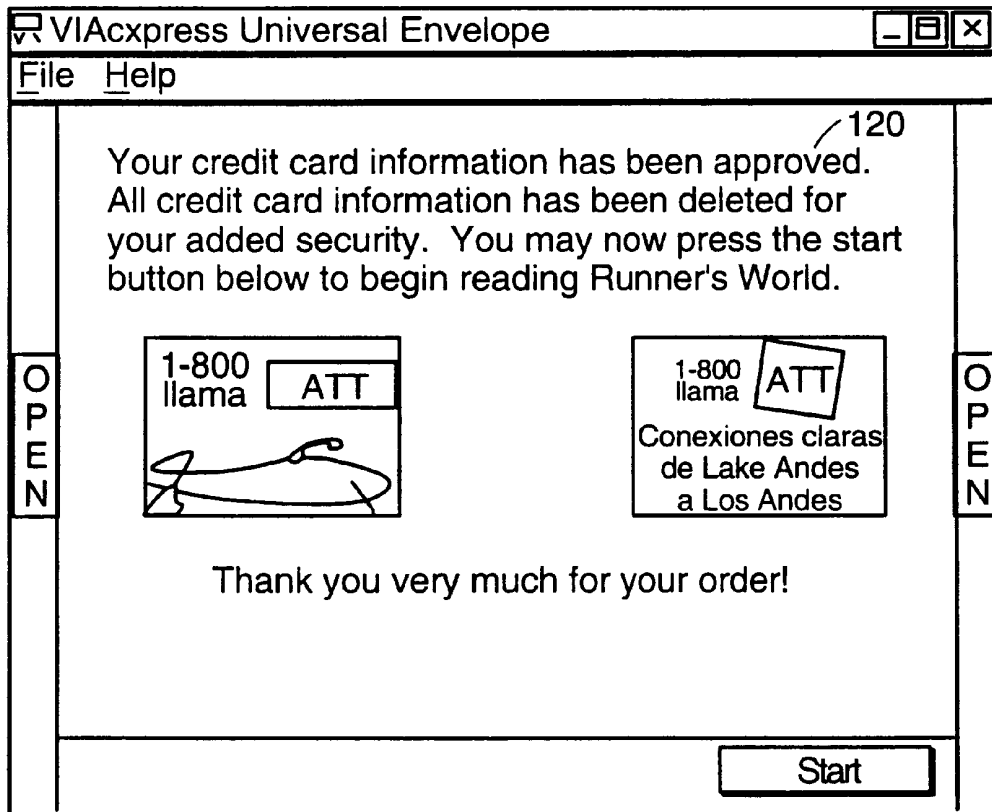 VIAcxpress Universal Envelope
File Help
120
Your credit card information has been approved.
All credit card information has been deleted for
your added security. You may now press the start
button below to begin reading Runner's World.
OPEN
1-800
llama ATT
1-800
llama ATT
Conexiones claras
de Lake Andes
a Los Andes
OPEN
Thank you very much for your order!
Start